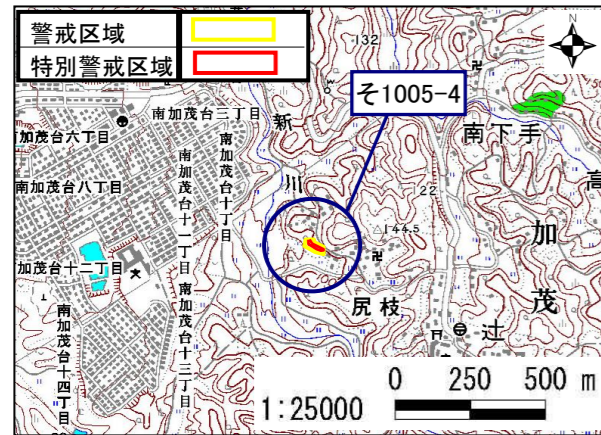 警戒区域
特別警戒区域
N
132
そ1005-4
南加茂台三丁目
新
南下手
南加茂台六丁目
高
南加茂台八丁目
南加茂台十一丁目
南加茂台十丁目
川
122
144.5
加
加茂台十二丁目
南加茂台十三丁目
尻枝
茂
辻
南加茂台十四丁目
0 250 500 m
1:25000